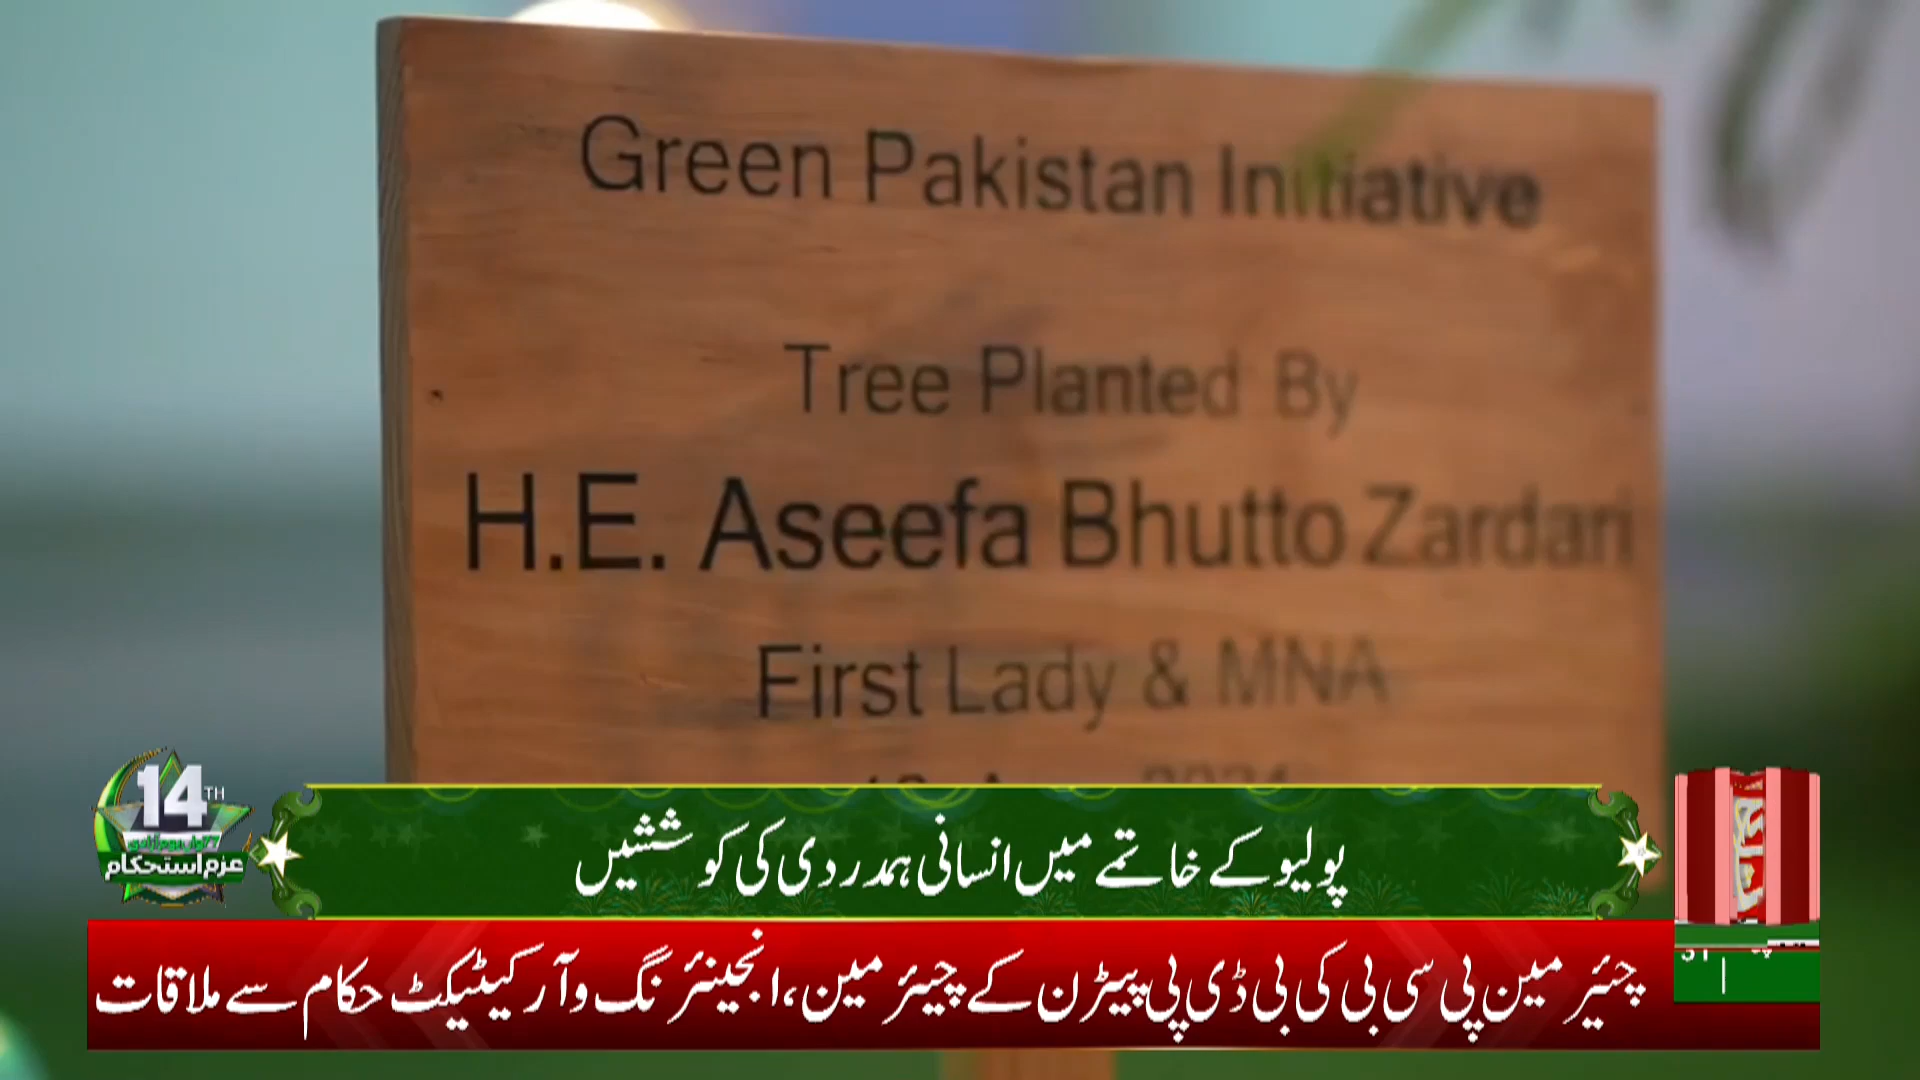 Green Pakistan Initiative
Tree Planted By
H.E. Aseefa Bhutto Zardari
First Lady & MNA
14TH
عزم استحکام
پولیو کے خاتمے میں انسانی ہمدردی کی کوششیں
چیئرمین پی سی بی کی بی ڈی پی پیٹرن کے چیئرمین، انجینئرنگ و آرکیٹیکٹ حکام سے ملاقات